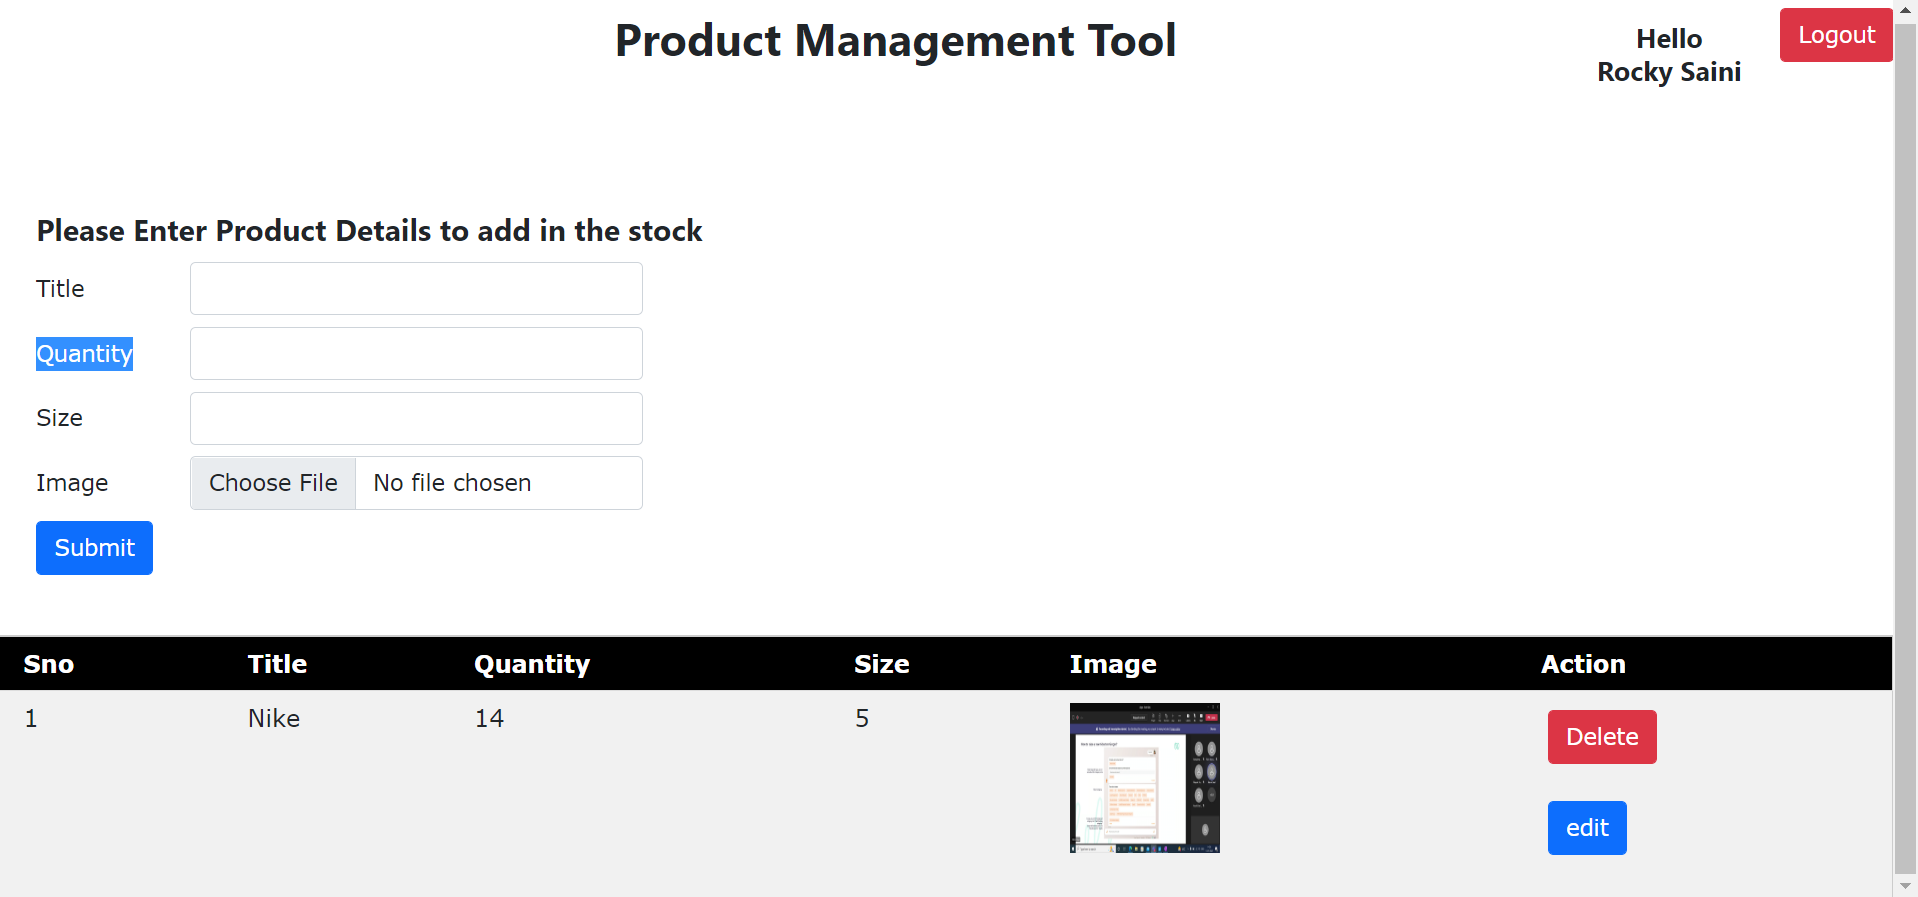 Product Management Tool
Hello
Rocky Saini
Logout
Please Enter Product Details to add in the stock
Title
Quantity
Size
Image Choose File No file chosen
Submit
Sno Title Quantity Size Image Action
1 Nike 14 5 Delete
edit